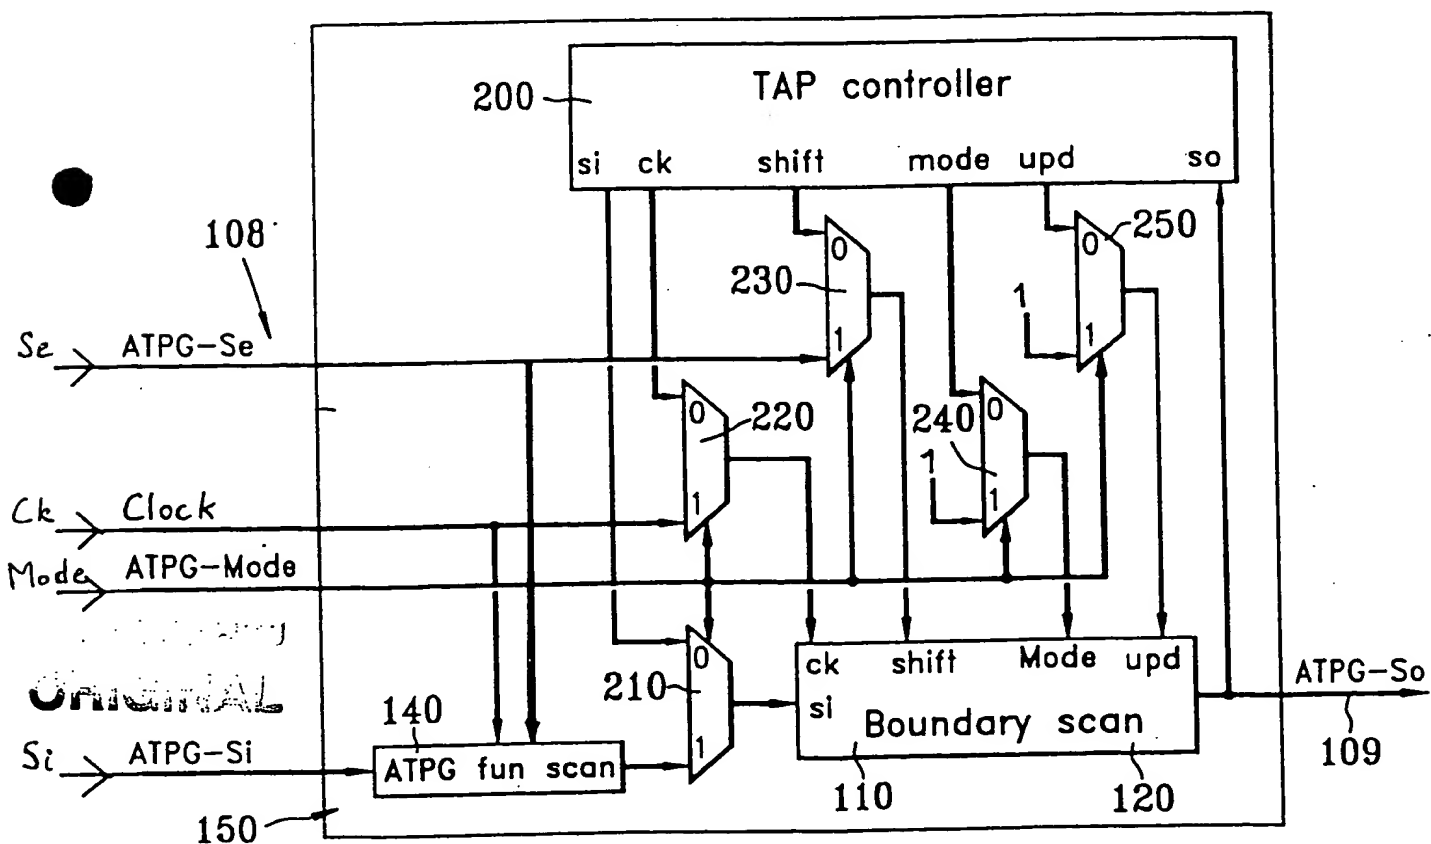 TAP controller
200
si ck shift mode upd so
108
0
250
0
230
1
1
1
Se ATPG-Se
0
220
240
0
1
1
1
Ck Clock
Mode ATPG-Mode
0
ck shift Mode upd
210
si
ATPG-So
ORIGINAL
140
Boundary scan
1
109
Si ATPG-Si
ATPG fun scan
110
120
150